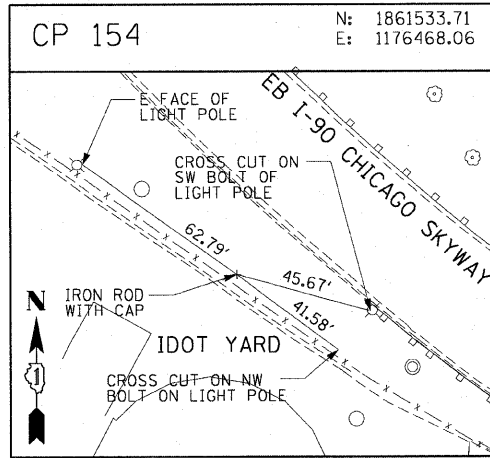 CP 154
N: 1861533.71
E: 1176468.06
E FACE OF
LIGHT POLE
EB I-90 CHICAGO SKYWAY
CROSS CUT ON
SW BOLT OF
LIGHT POLE
62.79'
45.67'
41.58'
IRON ROD
WITH CAP
N
1
IDOT YARD
CROSS CUT ON NW
BOLT ON LIGHT POLE